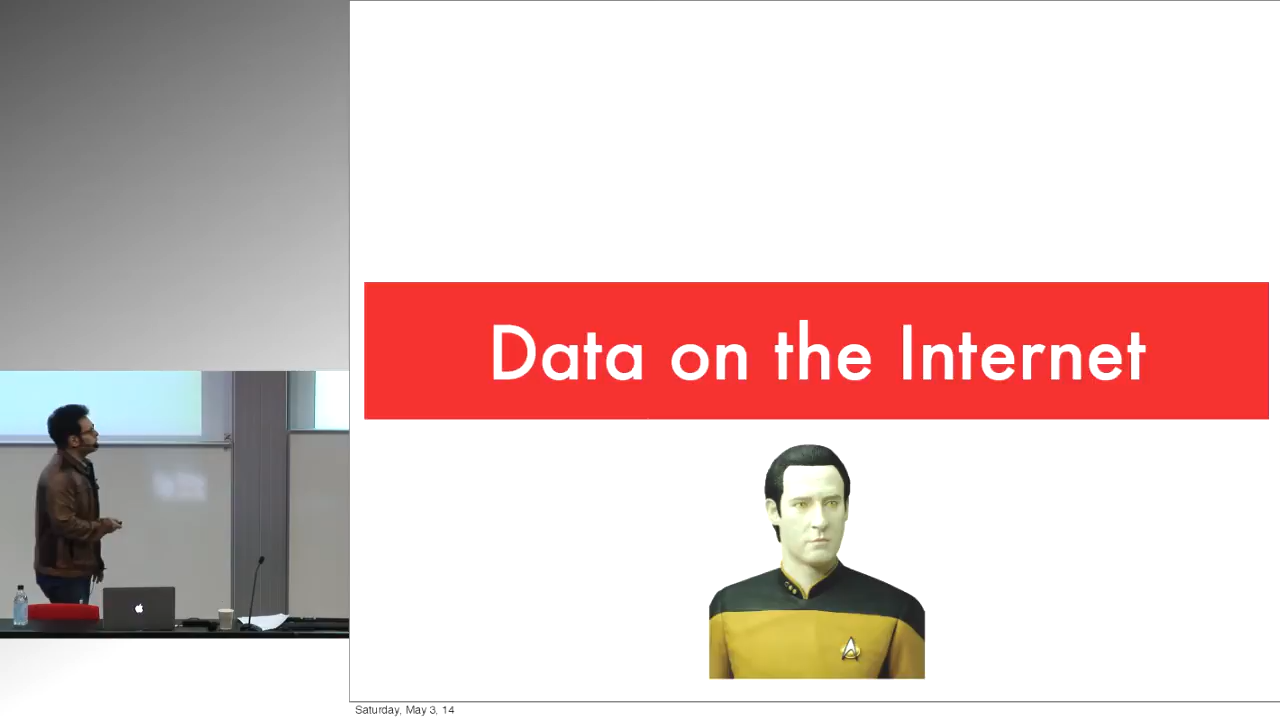 Data on the Internet
Saturday, May 3, 14